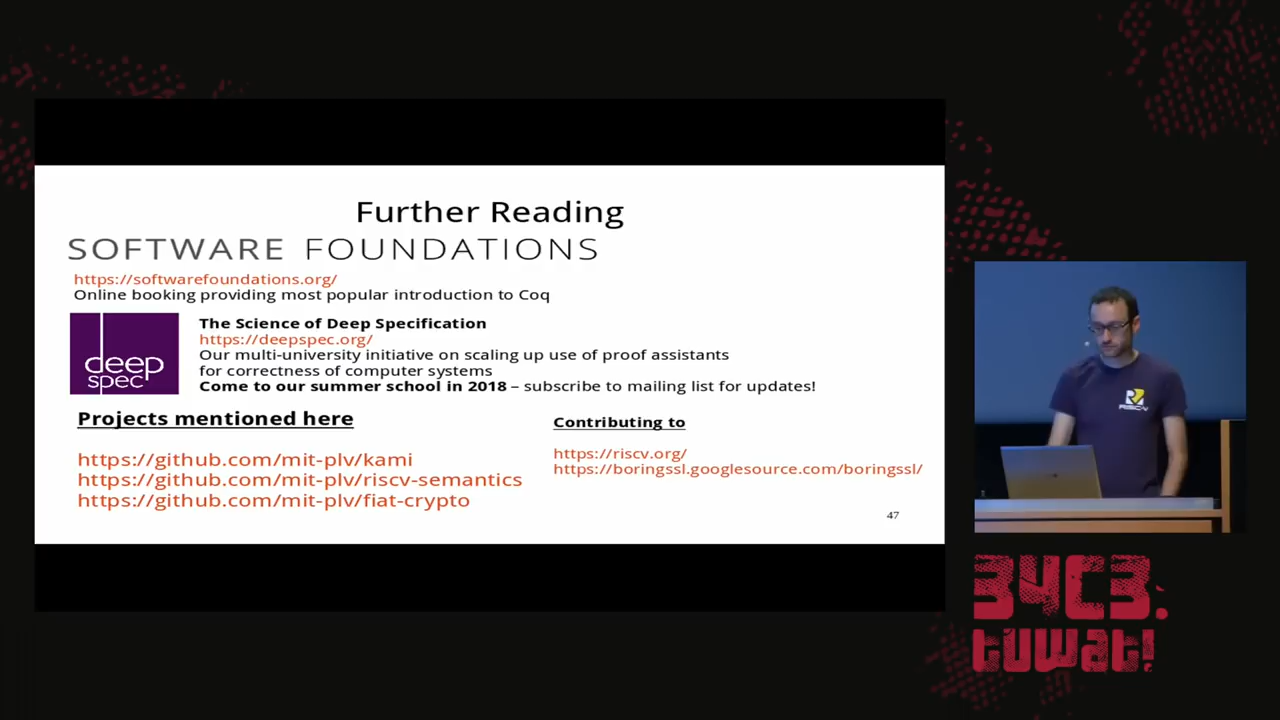 Further Reading
SOFTWARE FOUNDATIONS
https://softwarefoundations.org/
Online booking providing most popular introduction to Coq
deep
spec
The Science of Deep Specification
https://deepspec.org/
Our multi-university initiative on scaling up use of proof assistants
for correctness of computer systems
Come to our summer school in 2018 – subscribe to mailing list for updates!
Projects mentioned here
https://github.com/mit-plv/kami
https://github.com/mit-plv/riscv-semantics
https://github.com/mit-plv/fiat-crypto
Contributing to
https://riscv.org/
https://boringssl.googlesource.com/boringssl/
47
RISC-V
34C3.
tuwat!